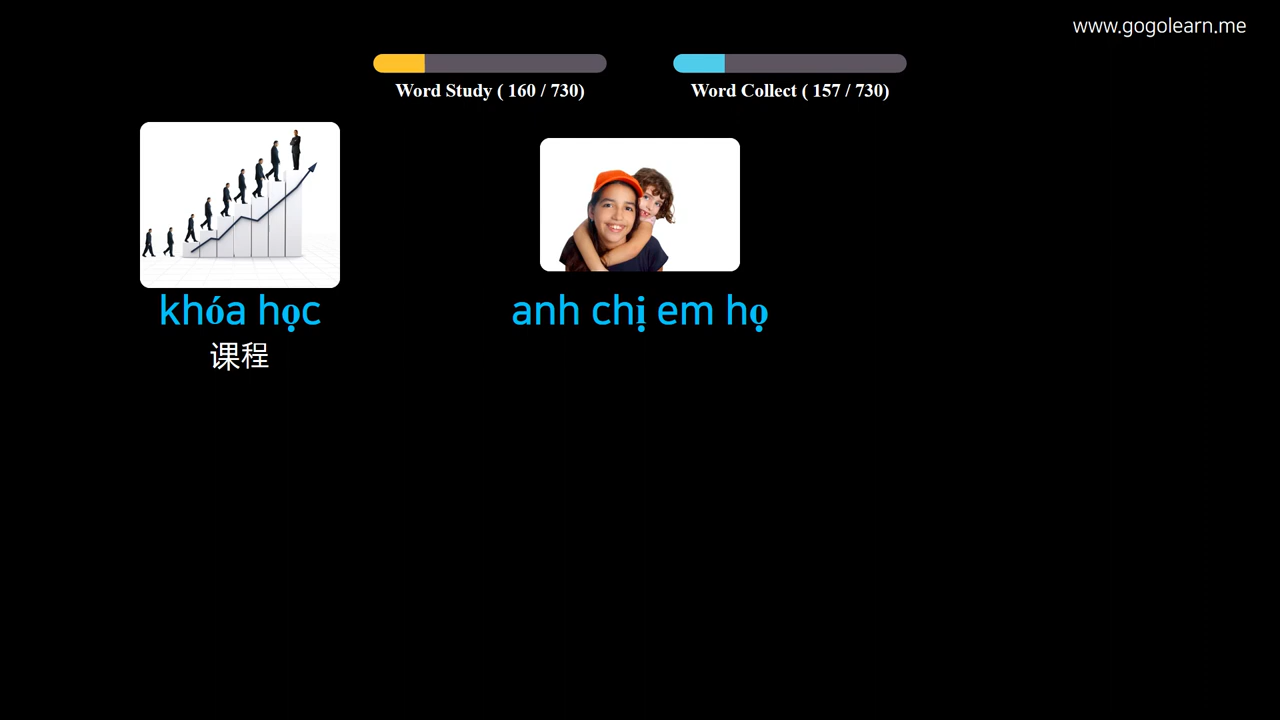 www.gogolearn.me
Word Study ( 160 / 730)
Word Collect ( 157 / 730)
khóa học
课程
anh chị em họ